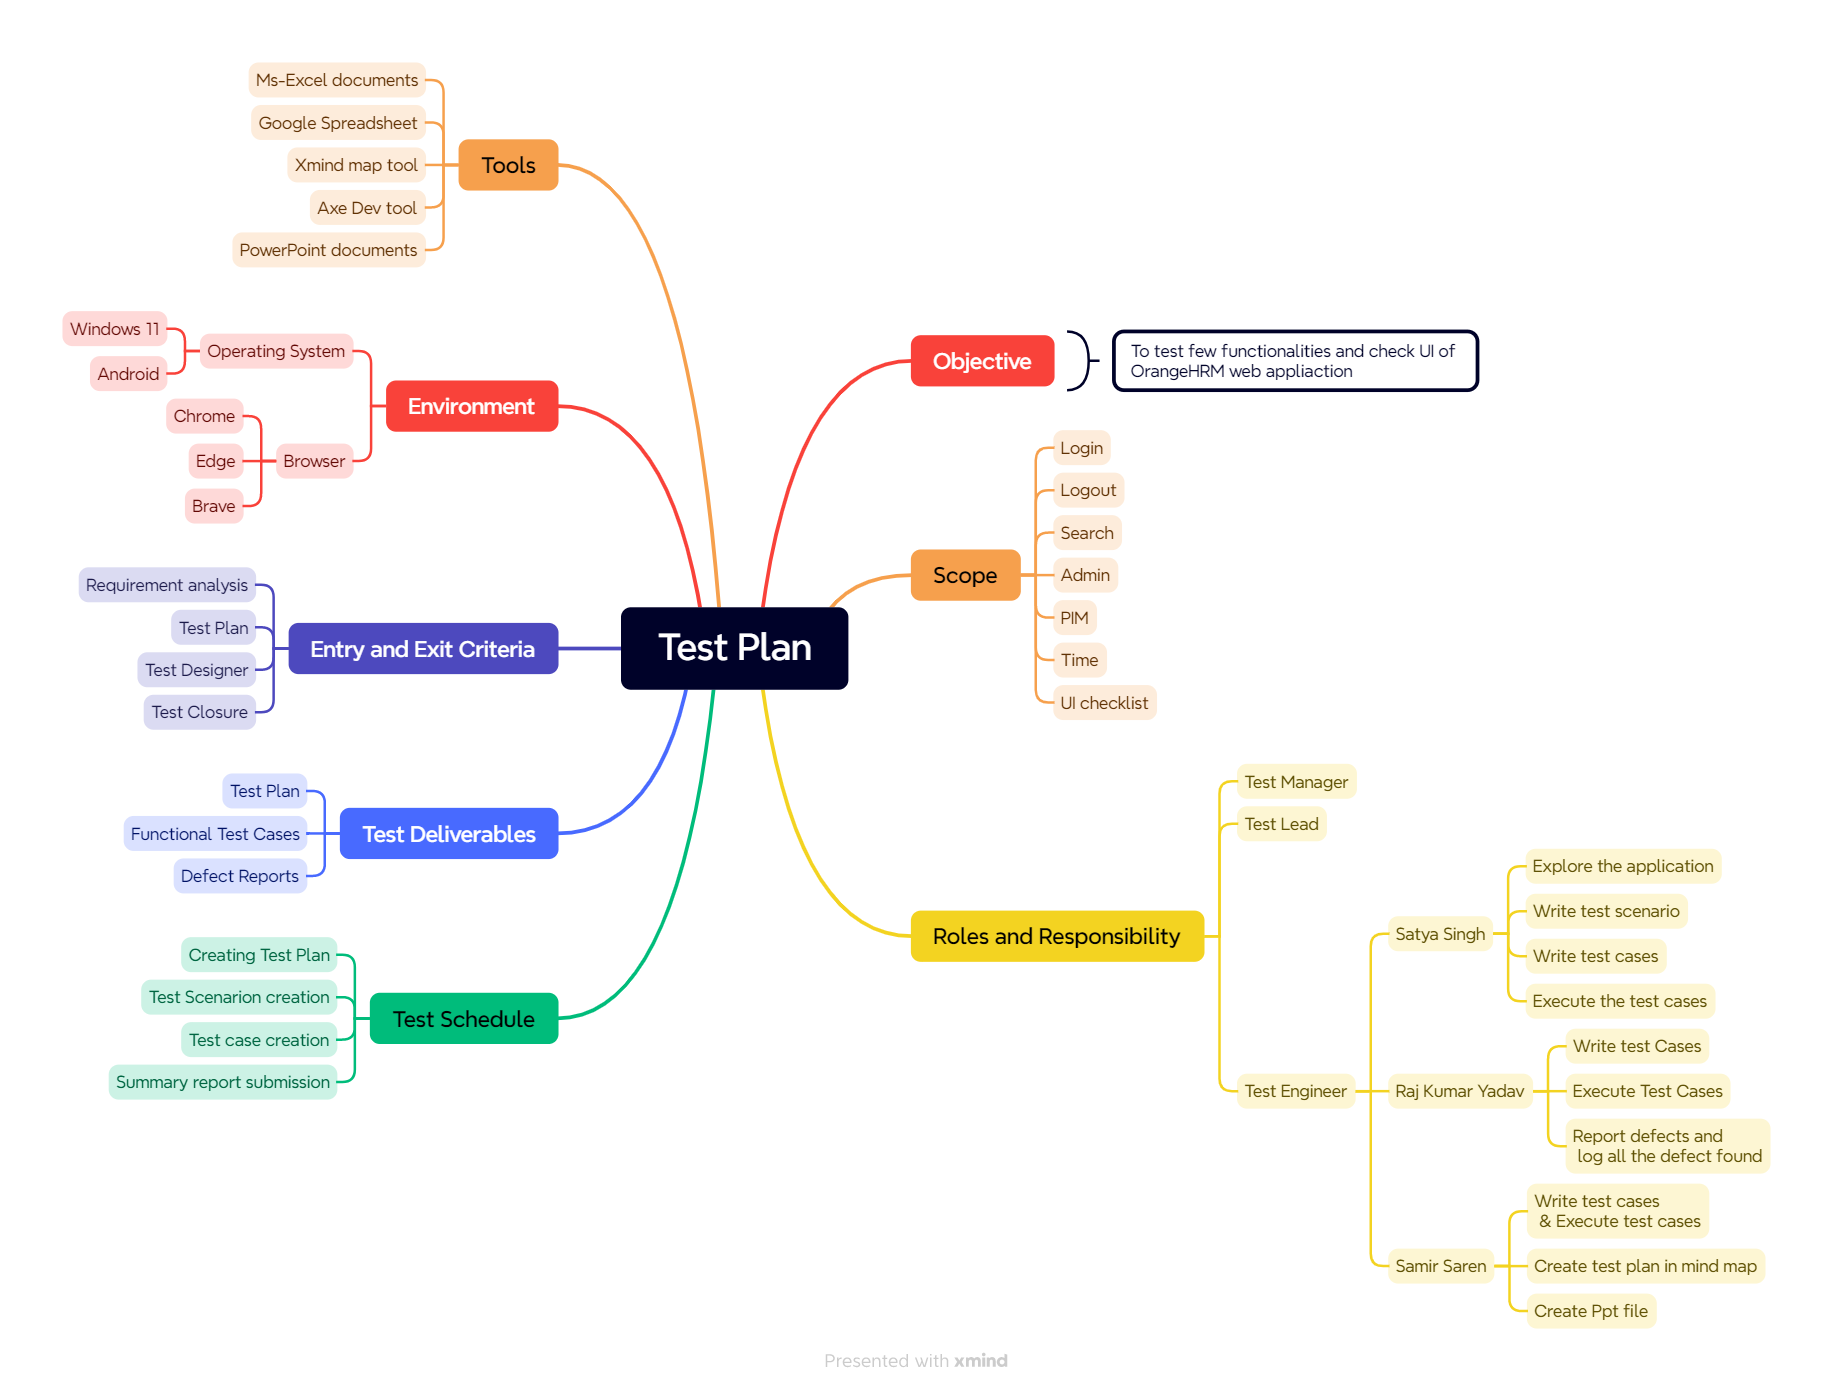 Ms-Excel documents
Google Spreadsheet
Xmind map tool
Axe Dev tool
PowerPoint documents
Tools
Windows 11
Android
Operating System
Chrome
Edge
Brave
Browser
Environment
Requirement analysis
Test Plan
Test Designer
Test Closure
Entry and Exit Criteria
Test Plan
Functional Test Cases
Defect Reports
Test Deliverables
Creating Test Plan
Test Scenarion creation
Test case creation
Summary report submission
Test Schedule
Test Plan
Objective
To test few functionalities and check UI of
OrangeHRM web appliaction
Scope
Login
Logout
Search
Admin
PIM
Time
UI checklist
Roles and Responsibility
Test Manager
Test Lead
Test Engineer
Satya Singh
Explore the application
Write test scenario
Write test cases
Execute the test cases
Raj Kumar Yadav
Write test Cases
Execute Test Cases
Report defects and
log all the defect found
Samir Saren
Write test cases
& Execute test cases
Create test plan in mind map
Create Ppt file
Presented with xmind